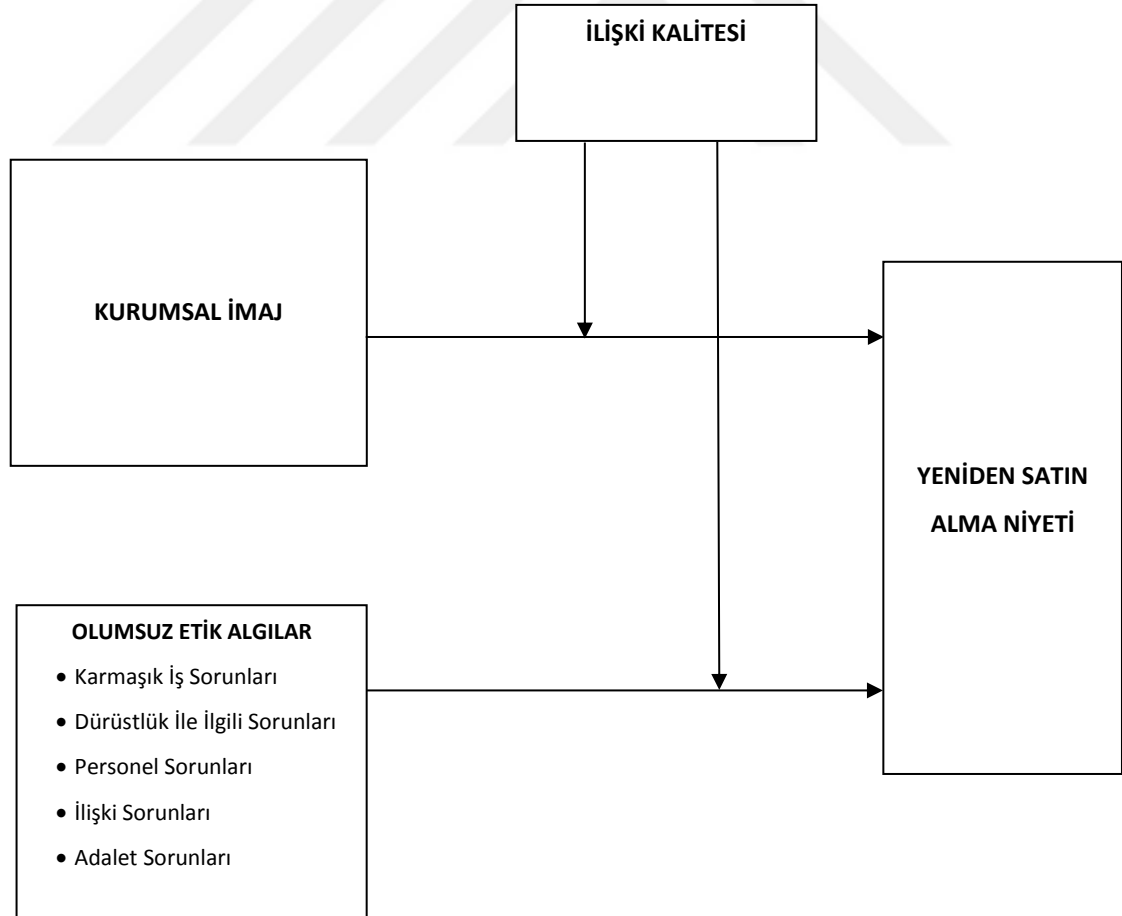 İLİŞKİ KALİTESİ
KURUMSAL İMAJ
YENİDEN SATIN
ALMA NİYETİ
OLUMSUZ ETİK ALGILAR
• Karmaşık İş Sorunları
• Dürüstlük İle İlgili Sorunları
• Personel Sorunları
• İlişki Sorunları
• Adalet Sorunları